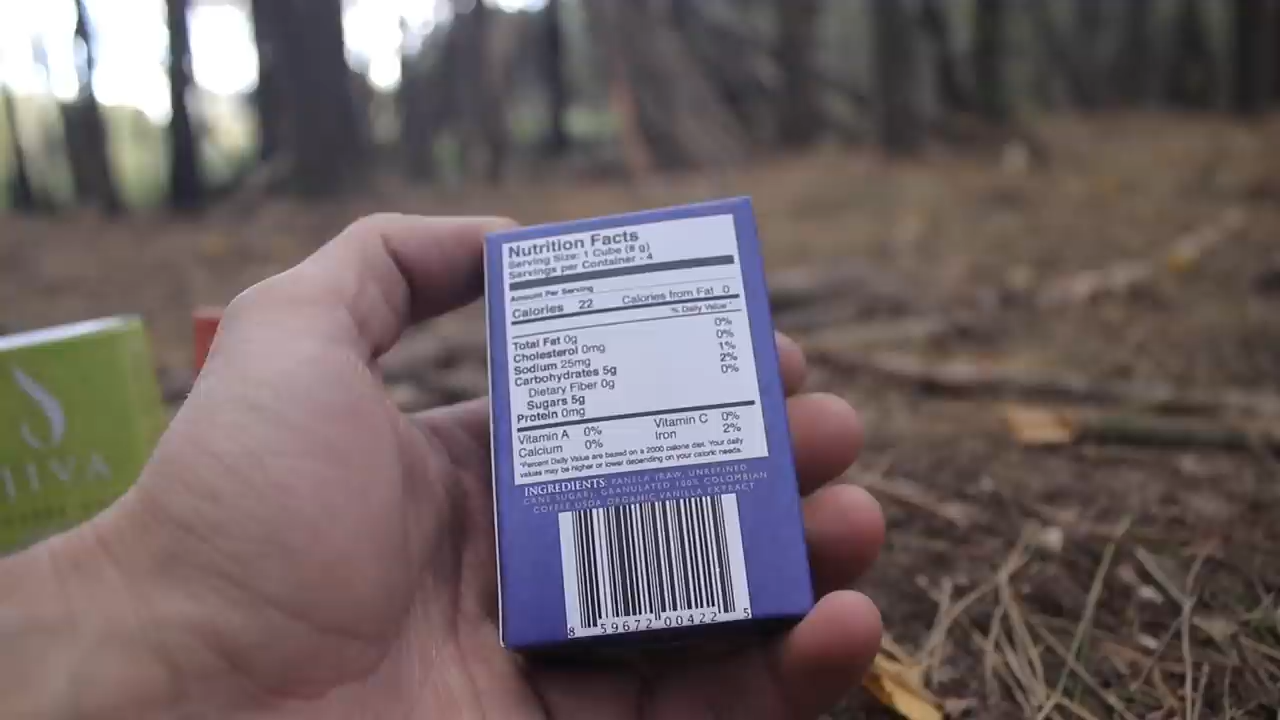 Nutrition Facts
Serving Size: 1 Cube (8 g)
Servings per Container - 4
Amount Per Serving
Calories 22 Calories from Fat 0
% Daily Value*
Total Fat 0g 0%
Cholesterol 0mg 0%
Sodium 25mg 1%
Carbohydrates 5g 2%
Dietary Fiber 0g 0%
Sugars 5g
Protein 0mg
Vitamin A 0% Vitamin C 0%
Calcium 0% Iron 2%
*Percent Daily Value are based on a 2000 calorie diet. Your daily
values may be higher or lower depending on your caloric needs.
INGREDIENTS: PANELA (RAW, UNREFINED
CANE SUGAR), GRANULATED 100% COLOMBIAN
COFFEE USDA ORGANIC VANILLA EXTRACT
8 59672 00422 5
IIVA